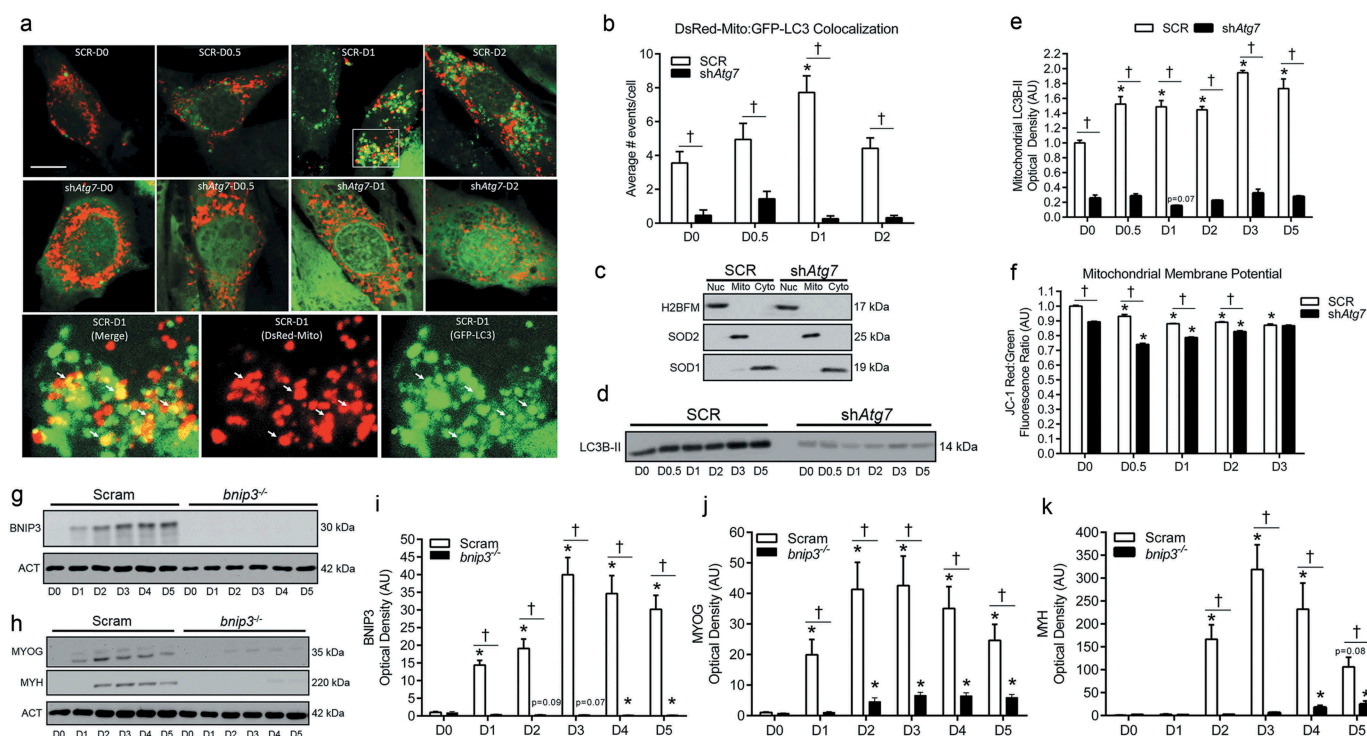 a
SCR-D0
SCR-D0.5
SCR-D1
SCR-D2
shAtg7-D0
shAtg7-D0.5
shAtg7-D1
shAtg7-D2
SCR-D1
(Merge)
SCR-D1
(DsRed-Mito)
SCR-D1
(GFP-LC3)
b
DsRed-Mito:GFP-LC3 Colocalization
SCR
shAtg7
Average # events/cell
10
8
6
4
2
0
* † † † †
D0 D0.5 D1 D2
c
SCR shAtg7
Nuc Mito Cyto Nuc Mito Cyto
H2BFM 17 kDa
SOD2 25 kDa
SOD1 19 kDa
d
SCR shAtg7
LC3B-II 14 kDa
D0 D0.5 D1 D2 D3 D5 D0 D0.5 D1 D2 D3 D5
e
SCR shAtg7
Mitochondrial LC3B-II
Optical Density (AU)
2.2
2.0
1.8
1.6
1.4
1.2
1.0
0.8
0.6
0.4
0.2
0.0
† † † † † †
* * * * *
p=0.07
D0 D0.5 D1 D2 D3 D5
f
Mitochondrial Membrane Potential
SCR
shAtg7
JC-1 Red:Green
Fluorescence Ratio (AU)
1.1
1.0
0.9
0.8
0.7
0.6
0.5
0.4
0.3
0.2
0.1
0.0
† † † †
* * * * * * *
D0 D0.5 D1 D2 D3
g
Scram bnip3-/-
BNIP3 30 kDa
ACT 42 kDa
D0 D1 D2 D3 D4 D5 D0 D1 D2 D3 D4 D5
h
Scram bnip3-/-
MYOG 35 kDa
MYH 220 kDa
ACT 42 kDa
D0 D1 D2 D3 D4 D5 D0 D1 D2 D3 D4 D5
i
Scram
bnip3-/-
BNIP3
Optical Density (AU)
50
45
40
35
30
25
20
15
10
5
0
† † † † †
* * * * *
p=0.09 p=0.07 * *
D0 D1 D2 D3 D4 D5
j
Scram
bnip3-/-
MYOG
Optical Density (AU)
60
50
40
30
20
10
0
† † † † †
* * * * *
* * * *
D0 D1 D2 D3 D4 D5
k
Scram
bnip3-/-
MYH
Optical Density (AU)
400
350
300
250
200
150
100
50
0
† † † †
* * *
p=0.08
* *
D0 D1 D2 D3 D4 D5